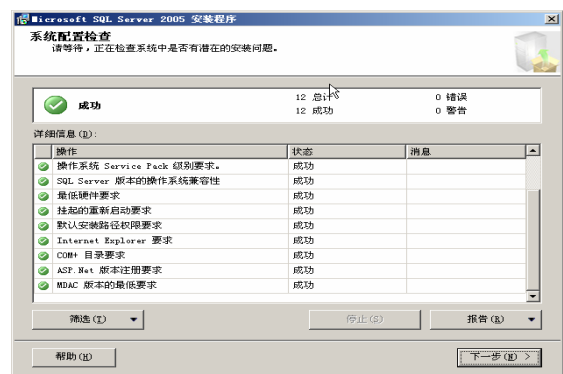 Microsoft SQL Server 2005 安装程序
系统配置检查
请等待，正在检查系统中是否有潜在的安装问题。
成功
12 总计
0 错误
12 成功
0 警告
详细信息(D):
操作 状态 消息
操作系统 Service Pack 级别要求。 成功
SQL Server 版本的操作系统兼容性 成功
最低硬件要求 成功
挂起的重新启动要求 成功
默认安装路径权限要求 成功
Internet Explorer 要求 成功
COM+ 目录要求 成功
ASP.Net 版本注册要求 成功
MDAC 版本的最低要求 成功
筛选(T) 停止(S) 报告(R)
帮助(H) 下一步(N) >